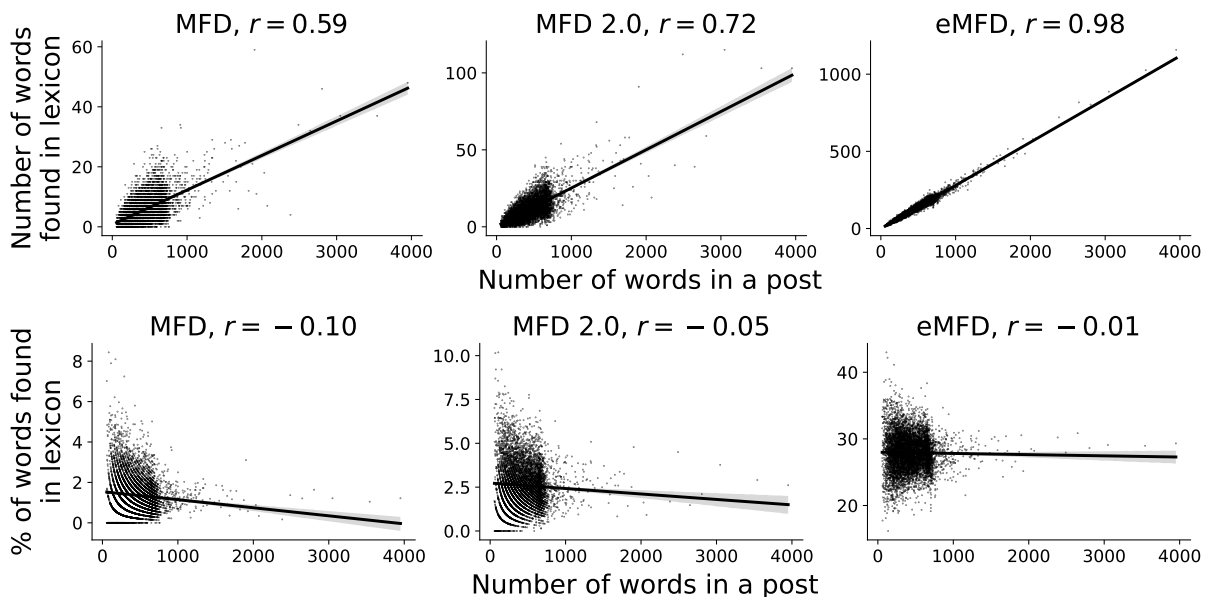 MFD, r = 0.59
MFD 2.0, r = 0.72
eMFD, r = 0.98
Number of words
found in lexicon
60
40
20
0
0 1000 2000 3000 4000
100
50
0
0 1000 2000 3000 4000
1000
500
0
0 1000 2000 3000 4000
Number of words in a post
MFD, r = −0.10
MFD 2.0, r = −0.05
eMFD, r = −0.01
% of words found
in lexicon
8
6
4
2
0
0 1000 2000 3000 4000
10.0
7.5
5.0
2.5
0.0
0 1000 2000 3000 4000
40
30
20
0 1000 2000 3000 4000
Number of words in a post